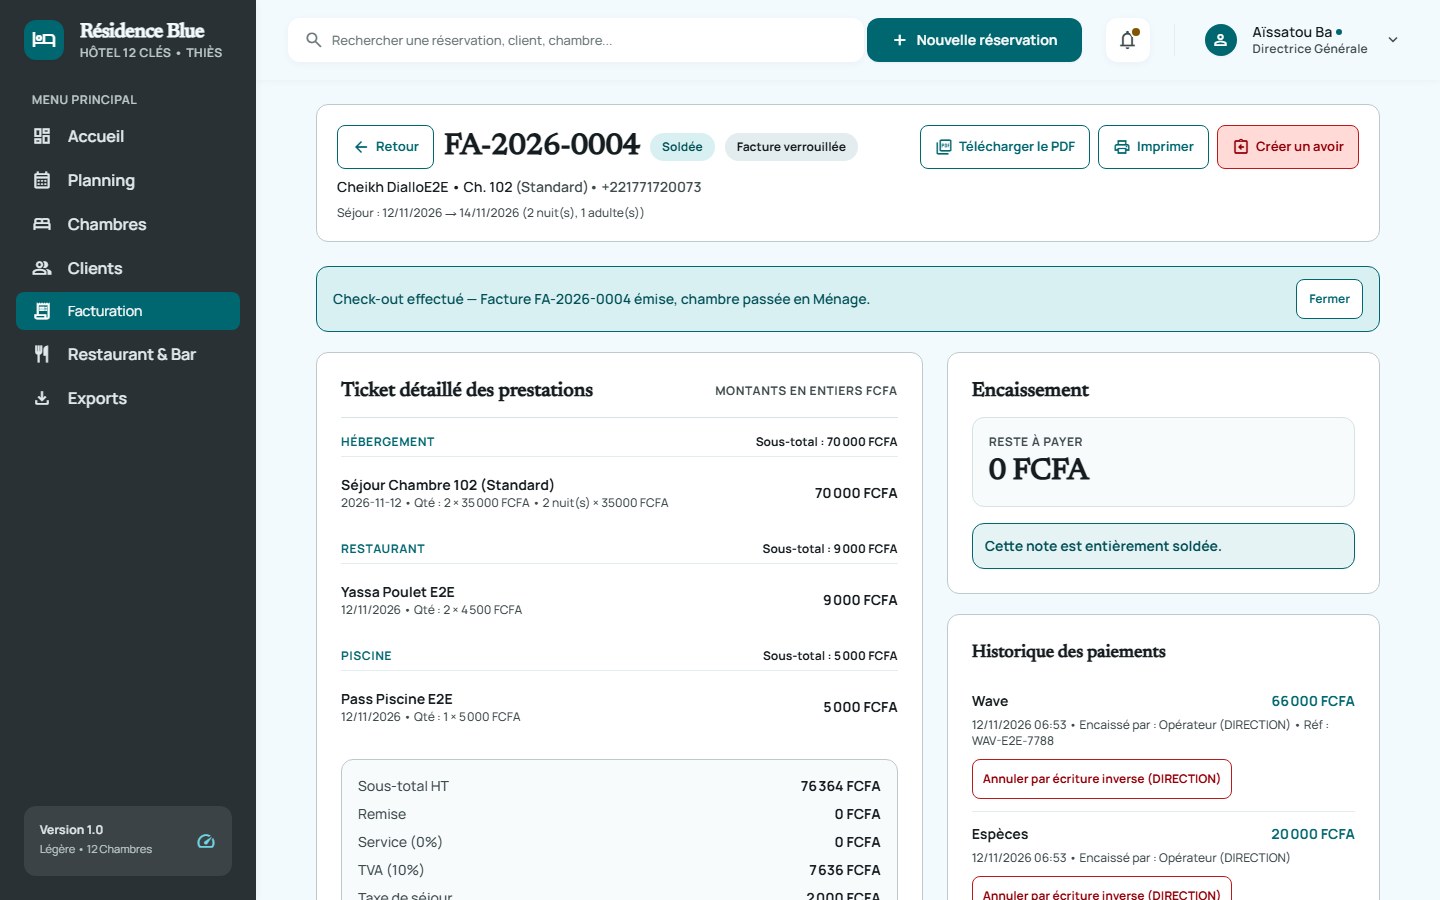 Résidence Blue
HÔTEL 12 CLÉS • THIÈS
MENU PRINCIPAL
Accueil
Planning
Chambres
Clients
Facturation
Restaurant & Bar
Exports
Version 1.0
Légère • 12 Chambres
Rechercher une réservation, client, chambre...
+ Nouvelle réservation
Aïssatou Ba
Directrice Générale
← Retour
FA-2026-0004
Soldée
Facture verrouillée
Télécharger le PDF
Imprimer
Créer un avoir
Cheikh DialloE2E • Ch. 102 (Standard) • +221771720073
Séjour : 12/11/2026 → 14/11/2026 (2 nuit(s), 1 adulte(s))
Check-out effectué — Facture FA-2026-0004 émise, chambre passée en Ménage.
Fermer
Ticket détaillé des prestations
MONTANTS EN ENTIERS FCFA
HÉBERGEMENT
Sous-total : 70 000 FCFA
Séjour Chambre 102 (Standard)
70 000 FCFA
2026-11-12 • Qté : 2 × 35 000 FCFA • 2 nuit(s) × 35000 FCFA
RESTAURANT
Sous-total : 9 000 FCFA
Yassa Poulet E2E
9 000 FCFA
12/11/2026 • Qté : 2 × 4 500 FCFA
PISCINE
Sous-total : 5 000 FCFA
Pass Piscine E2E
5 000 FCFA
12/11/2026 • Qté : 1 × 5 000 FCFA
Sous-total HT 76 364 FCFA
Remise 0 FCFA
Service (0%) 0 FCFA
TVA (10%) 7 636 FCFA
Taxe de séjour 2 000 FCFA
Encaissement
RESTE À PAYER
0 FCFA
Cette note est entièrement soldée.
Historique des paiements
Wave 66 000 FCFA
12/11/2026 06:53 • Encaissé par : Opérateur (DIRECTION) • Réf :
WAV-E2E-7788
Annuler par écriture inverse (DIRECTION)
Espèces 20 000 FCFA
12/11/2026 06:53 • Encaissé par : Opérateur (DIRECTION)
Annuler par écriture inverse (DIRECTION)